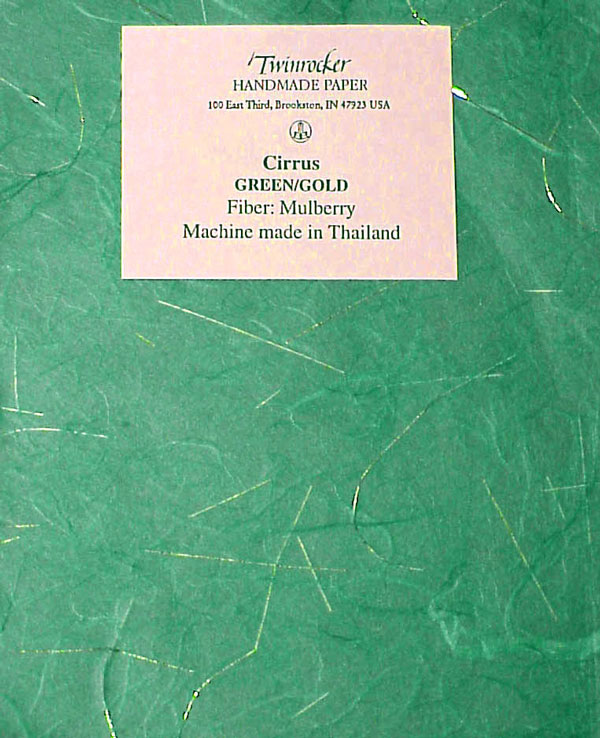 Twinrocker
HANDMADE PAPER
100 East Third, Brookston, IN 47923 USA
Cirrus
GREEN/GOLD
Fiber: Mulberry
Machine made in Thailand